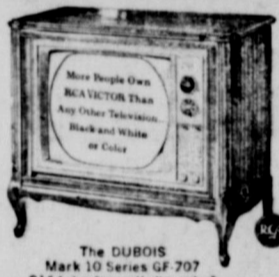 More People Own
RCA VICTOR Than
Any Other Television
Black and White
or Color
The DUBOIS
Mark 10 Series GF-707